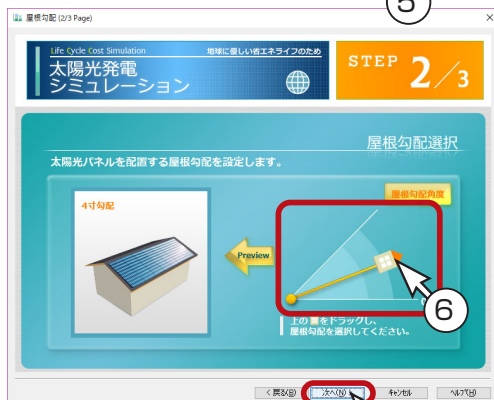 ⑤
屋根勾配 (2/3 Page)
Life Cycle Cost Simulation
地球に優しい省エネライフのため
太陽光発電
シミュレーション
STEP 2/3
屋根勾配選択
太陽光パネルを配置する屋根勾配を設定します。
屋根勾配角度
4寸勾配
Preview
⑥
上の■をドラッグし、
屋根勾配を選択してください。
< 戻る(B)
次へ(N)
キャンセル
ヘルプ(H)